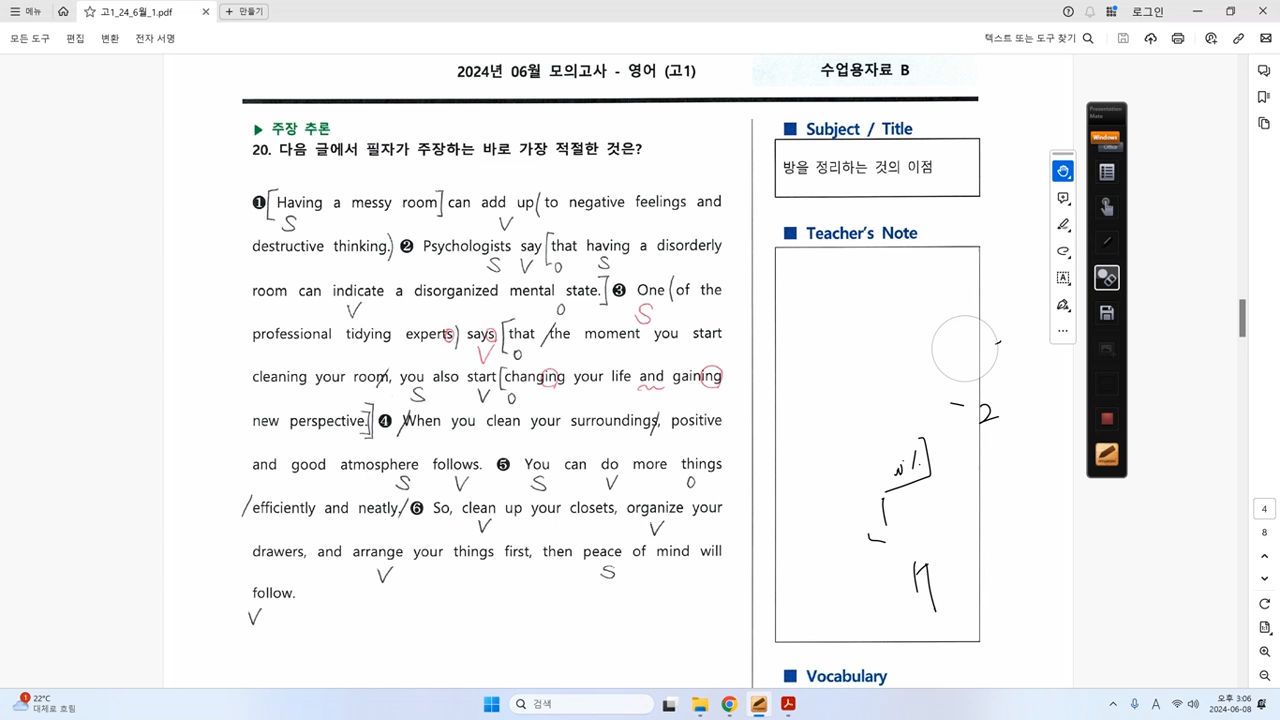 메뉴
고1_24_6월_1.pdf
만들기
로그인
모든 도구 편집 변환 전자 서명
텍스트 또는 도구 찾기
2024년 06월 모의고사 - 영어 (고1)
수업용자료 B
▶ 주장 추론
20. 다음 글에서 필자가 주장하는 바로 가장 적절한 것은?
❶[Having a messy room] can add up( to negative feelings and
S V
destructive thinking.) ❷ Psychologists say [that having a disorderly
S V O S
room can indicate a disorganized mental state.] ❸ One (of the
V O S
professional tidying experts) says [that /the moment you start
V O
cleaning your room, you also start [changing your life and gaining
S V O
new perspective.]] ❹ /When you clean your surroundings/, positive
and good atmosphere follows. ❺ You can do more things
S V S V O
/efficiently and neatly./ ❻ So, clean up your closets, organize your
V V
drawers, and arrange your things first, then peace of mind will
V S
follow.
V
Subject / Title
방을 정리하는 것의 이점
Teacher's Note
2
Vocabulary
Presentation
Mate
Windows
Office
4
8
1
22°C
대체로 흐림
검색
A
오후 3:06
2024-06-08